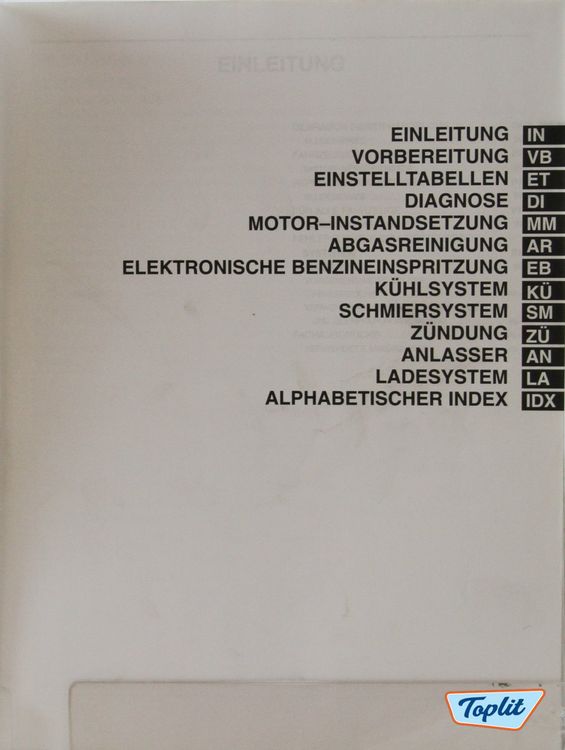 EINLEITUNG
EINLEITUNG IN
VORBEREITUNG VB
EINSTELLTABELLEN ET
DIAGNOSE DI
MOTOR–INSTANDSETZUNG MM
ABGASREINIGUNG AR
ELEKTRONISCHE BENZINEINSPRITZUNG EB
KÜHLSYSTEM KÜ
SCHMIERSYSTEM SM
ZÜNDUNG ZÜ
ANLASSER AN
LADESYSTEM LA
ALPHABETISCHER INDEX IDX
Toplit